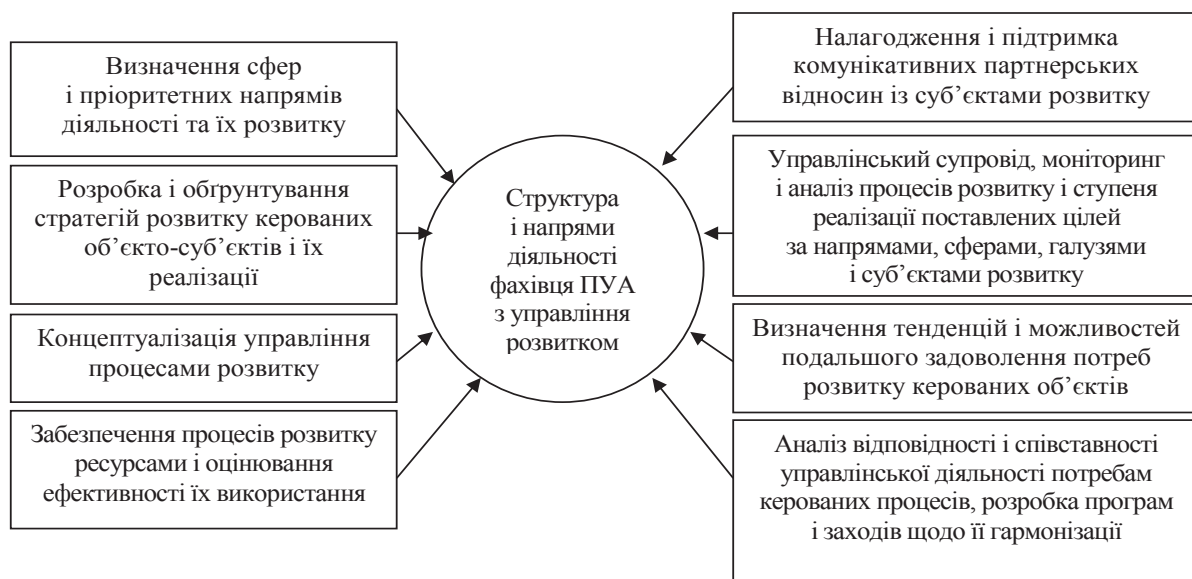 Визначення сфер
і пріоритетних напрямів
діяльності та їх розвитку
Розробка і обґрунтування
стратегій розвитку керованих
об’єкто-суб’єктів і їх
реалізації
Концептуалізація управління
процесами розвитку
Забезпечення процесів розвитку
ресурсами і оцінювання
ефективності їх використання
Структура
і напрями
діяльності
фахівця ПУА
з управління
розвитком
Налагодження і підтримка
комунікативних партнерських
відносин із суб’єктами розвитку
Управлінський супровід, моніторинг
і аналіз процесів розвитку і ступеня
реалізації поставлених цілей
за напрямами, сферами, галузями
і суб’єктами розвитку
Визначення тенденцій і можливостей
подальшого задоволення потреб
розвитку керованих об’єктів
Аналіз відповідності і співставності
управлінської діяльності потребам
керованих процесів, розробка програм
і заходів щодо її гармонізації